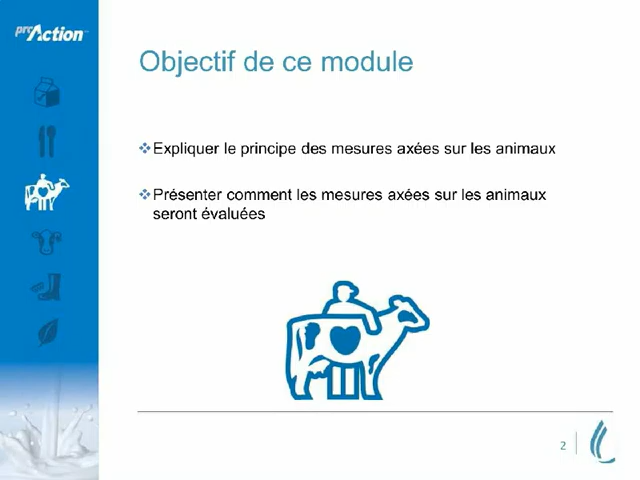 proAction
Objectif de ce module
Expliquer le principe des mesures axées sur les animaux
Présenter comment les mesures axées sur les animaux
seront évaluées
2